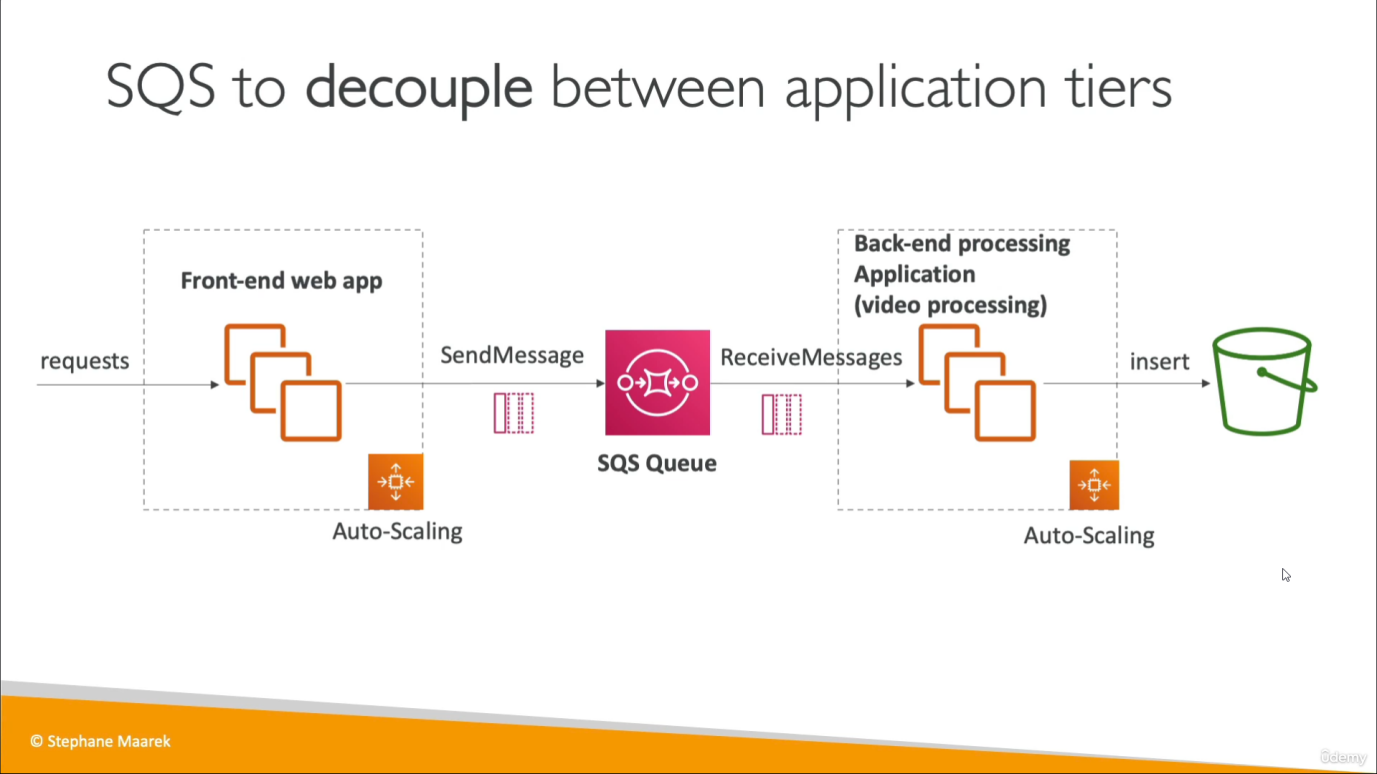 SQS to decouple between application tiers
Front-end web app
requests
Auto-Scaling
SendMessage
SQS Queue
ReceiveMessages
Back-end processing
Application
(video processing)
Auto-Scaling
insert
© Stephane Maarek
ûdemy